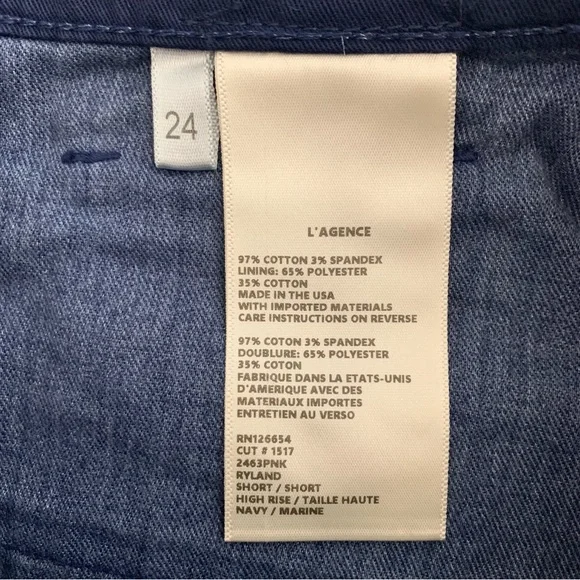 24
L'AGENCE
97% COTTON 3% SPANDEX
LINING: 65% POLYESTER
35% COTTON
MADE IN THE USA
WITH IMPORTED MATERIALS
CARE INSTRUCTIONS ON REVERSE
97% COTTON 3% SPANDEX
DOUBLURE: 65% POLYESTER
35% COTON
FABRIQUE DANS LA ETATS-UNIS
D'AMERIQUE AVEC DES
MATERIAUX IMPORTES
ENTRETIEN AU VERSO
RN126654
CUT # 1517
2463PNK
RYLAND
SHORT / SHORT
HIGH RISE / TAILLE HAUTE
NAVY / MARINE